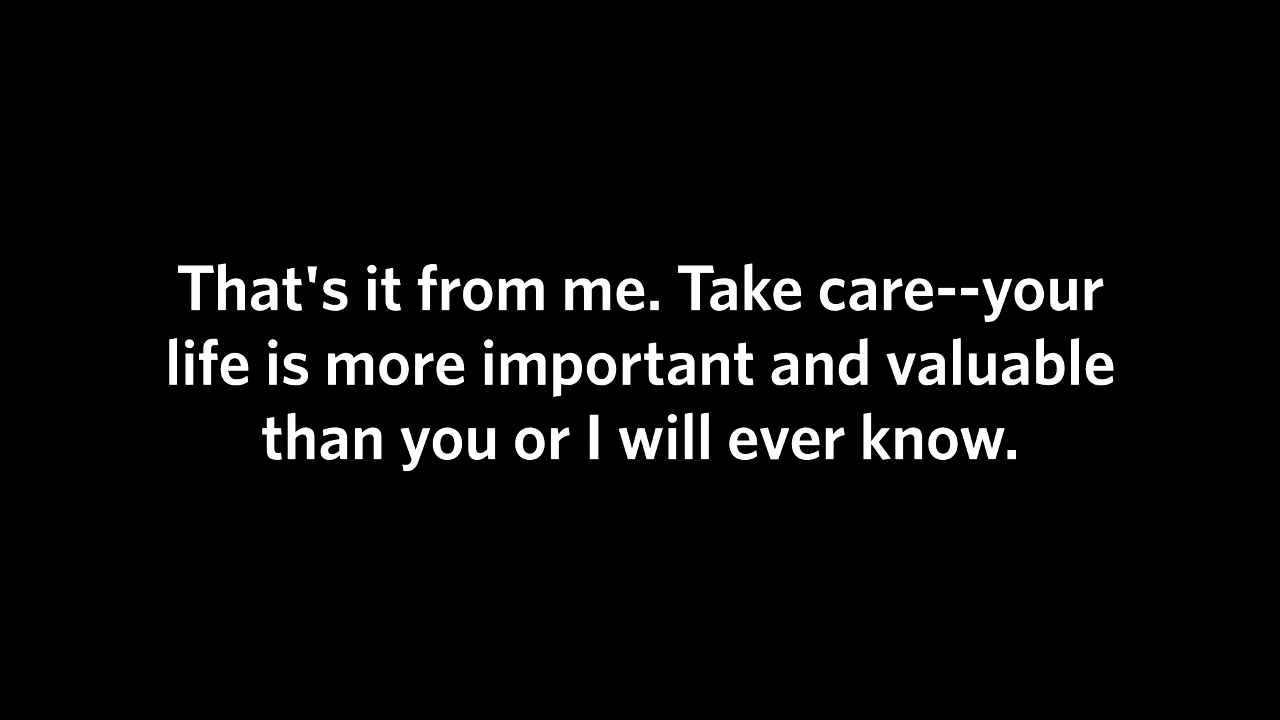 That's it from me. Take care--your
life is more important and valuable
than you or I will ever know.